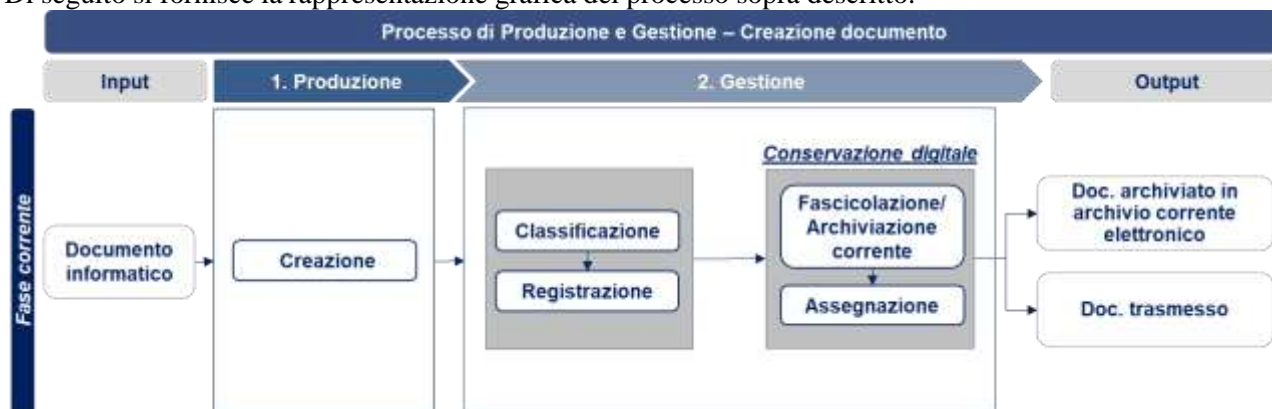 Di seguito si fornisce la rappresentazione grafica del processo sopra descritto.
Processo di Produzione e Gestione – Creazione documento
Input
1. Produzione
2. Gestione
Output
Fase corrente
Documento
informatico
Creazione
Classificazione
Registrazione
Conservazione digitale
Fascicolazione/
Archiviazione
corrente
Assegnazione
Doc. archiviato in
archivio corrente
elettronico
Doc. trasmesso